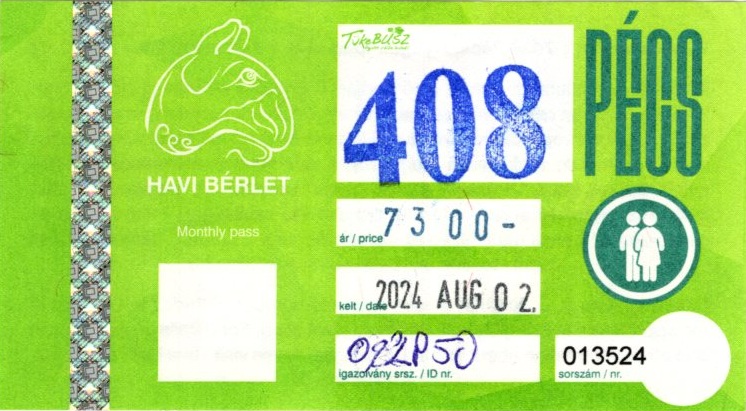 TükeBUSZ
408
PÉCS
HAVI BÉRLET
Monthly pass
ár / price 7300-
kelt / date 2024 AUG 02.
igazolvány srsz. / ID nr.
013524
sorszám / nr.